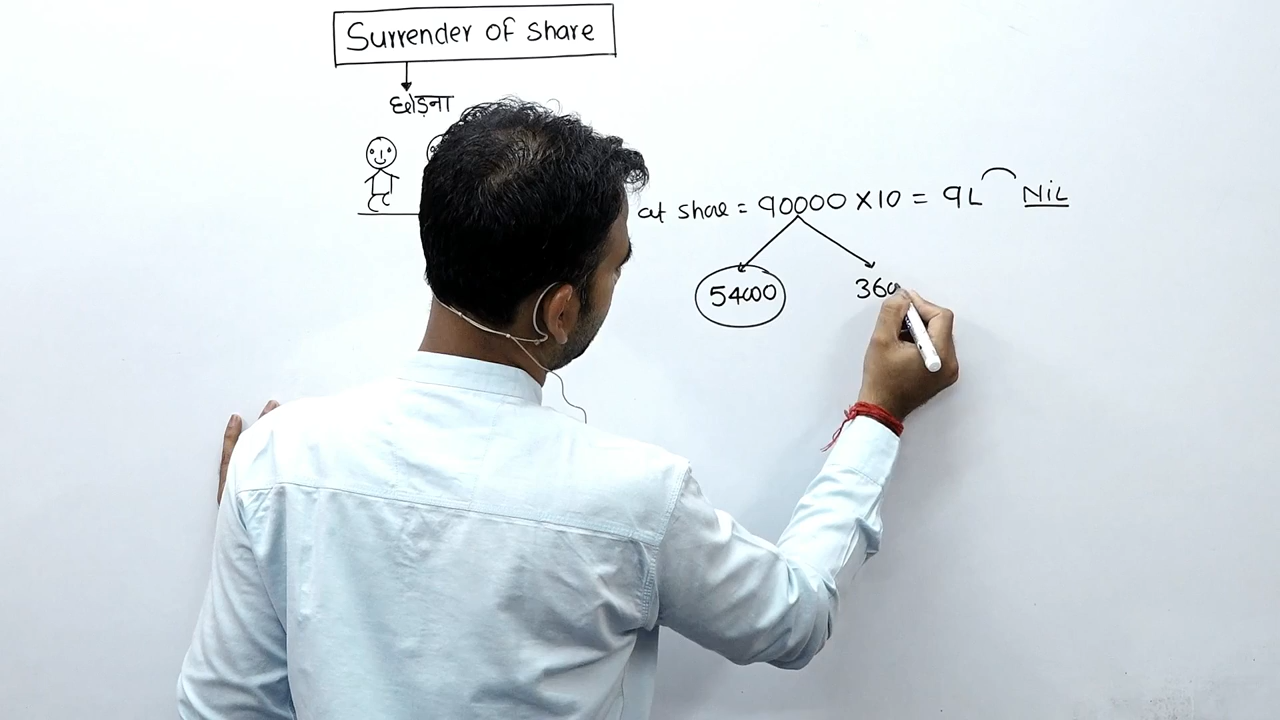 Surrender of share
छोड़ना
at share = 90000 X 10 = 9L NiL
54000 360